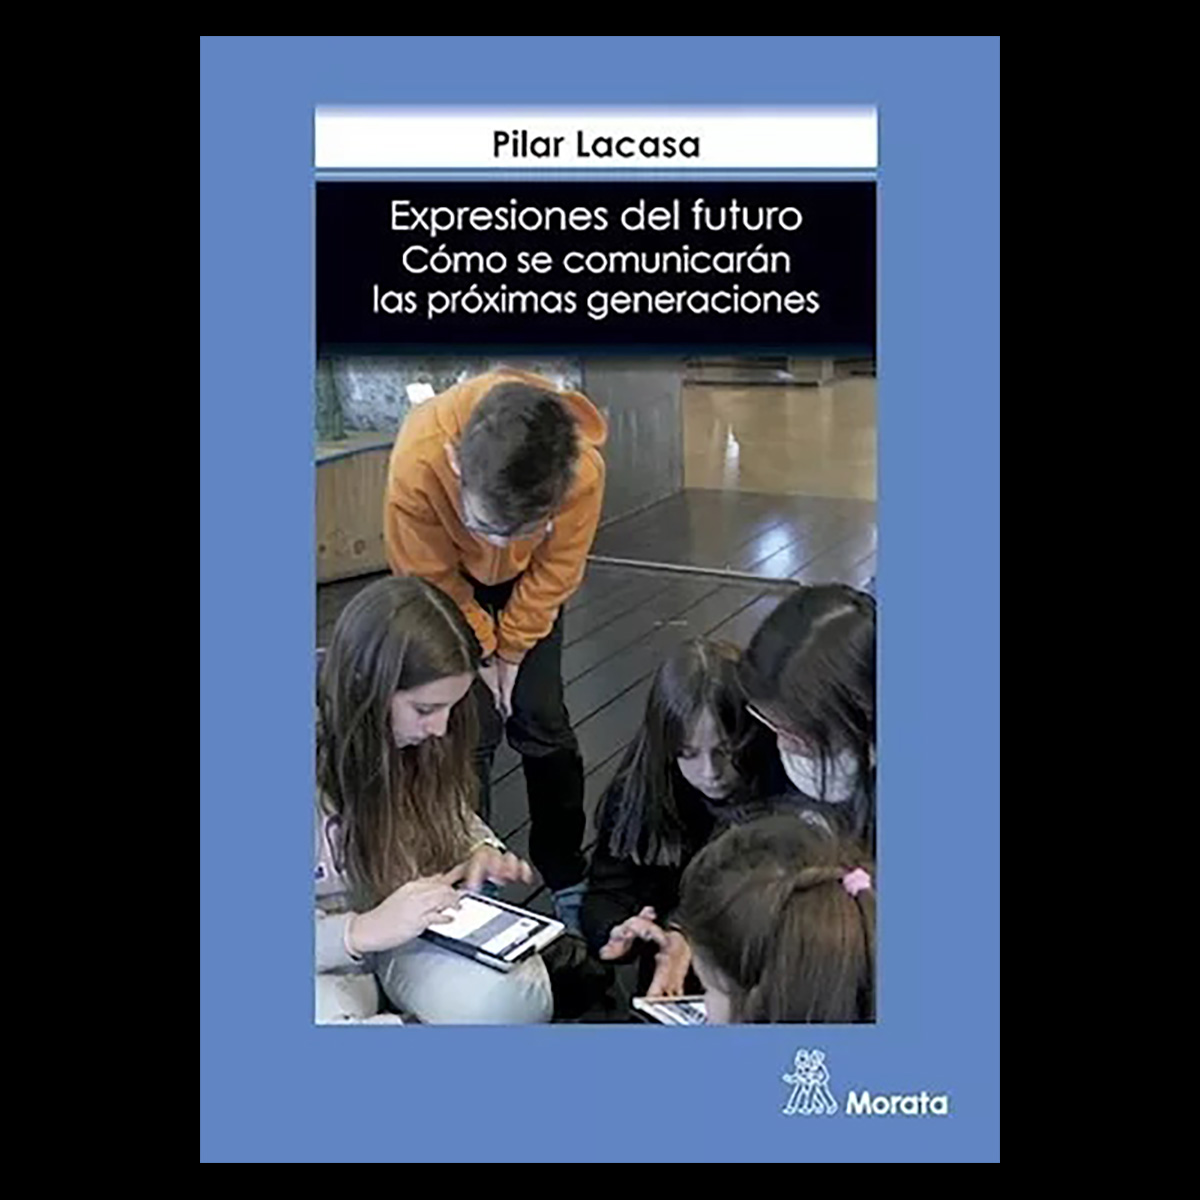 Pilar Lacasa
Expresiones del futuro
Cómo se comunicarán
las próximas generaciones
Morata